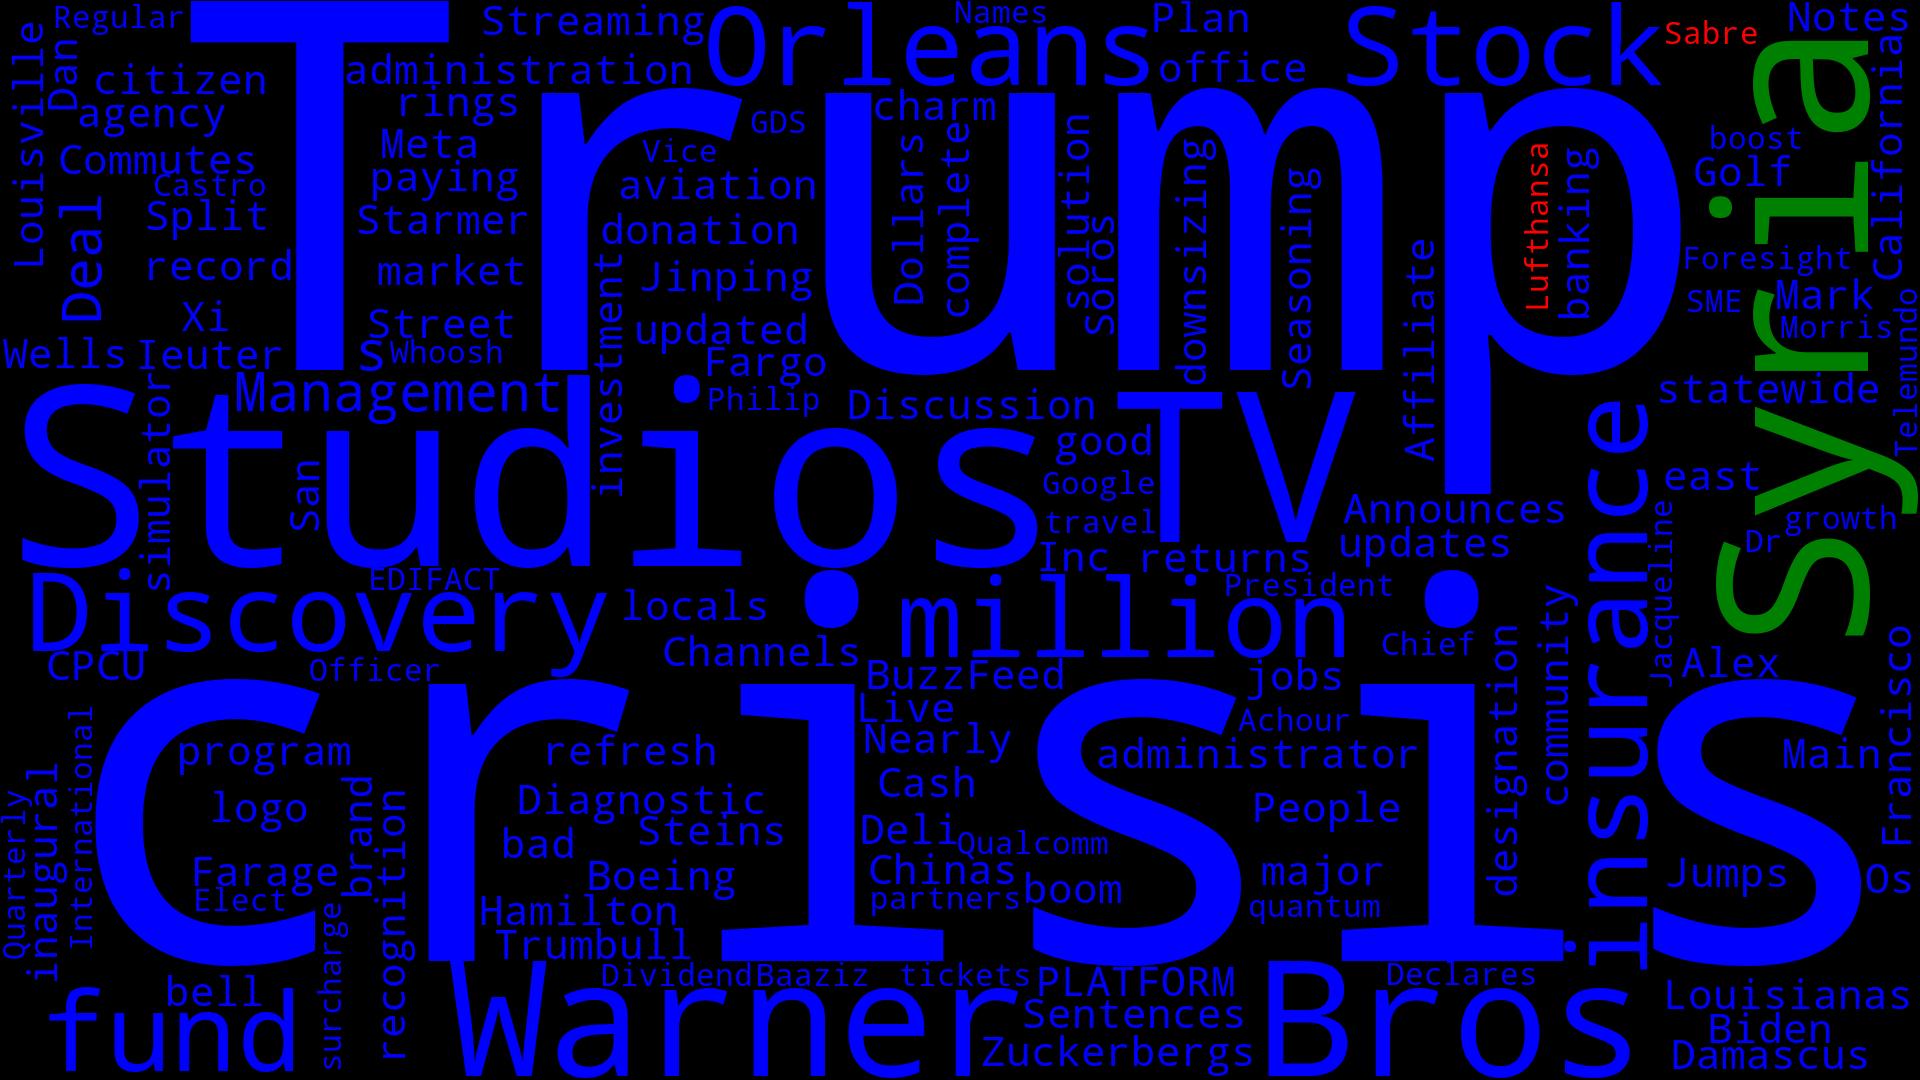 Trump
crisis
Studios
Syria
TV
Warner
Bros
Orleans
Stock
Discovery
million
insurance
fund
Management
Deal
s
Regular
Streaming
Names
Plan
Sabre
Notes
Louisville
Dan
citizen
administration
office
agency
rings
GDS
charm
California
boost
Commutes
Meta
Vice
Castro
paying
aviation
Split
Starmer
donation
Dollars
complete
solution
Soros
downsizing
Seasoning
Lufthansa
banking
Golf
record
market
Jinping
Foresight
Xi
Street
updated
investment
Affiliate
SME
Mark
Morris
Telemundo
Wells
Ieuter
Whoosh
Fargo
Philip
Discussion
statewide
simulator
San
good
Google
travel
Inc
returns
Announces
updates
east
growth
Dr
Jacqueline
EDIFACT
locals
President
Channels
Chief
community
designation
CPCU
Officer
BuzzFeed
jobs
Alex
Francisco
Live
Achour
Nearly
administrator
Main
program
refresh
International
inaugural
Quarterly
logo
brand
recognition
Diagnostic
Cash
People
bad
Steins
Deli
Qualcomm
Farage
Boeing
Chinas
major
Jumps
Os
Elect
Hamilton
partners
boom
quantum
surcharge
Trumbull
bell
Dividend
Baaziz
tickets
PLATFORM
Declares
Louisianas
Sentences
Biden
Zuckerbergs
Damascus